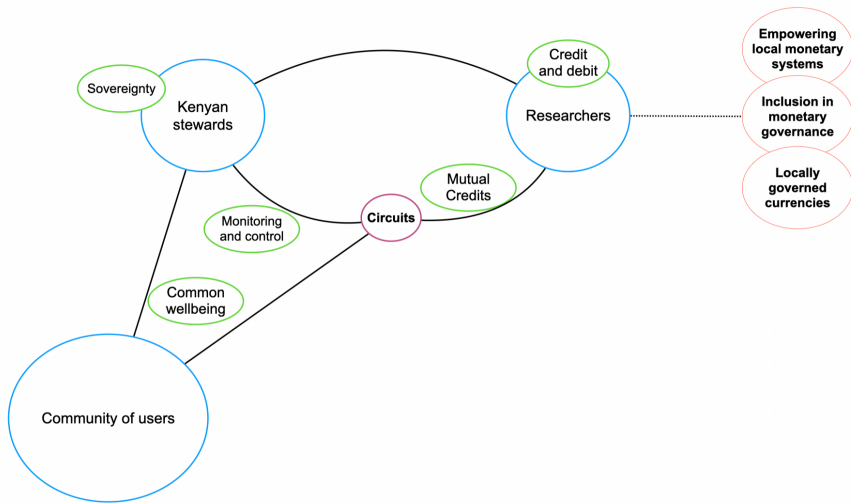 Sovereignty
Kenyan
stewards
Credit
and debit
Researchers
Empowering
local monetary
systems
Inclusion in
monetary
governance
Locally
governed
currencies
Mutual
Credits
Circuits
Monitoring
and control
Common
wellbeing
Community of users